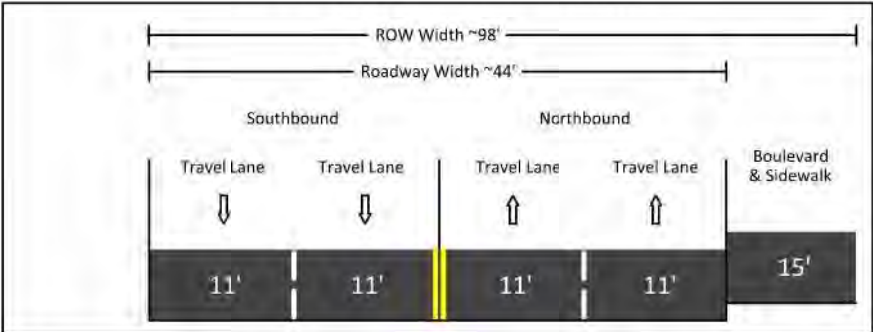 ROW Width ~98'
Roadway Width ~44'
Southbound Northbound
Travel Lane Travel Lane Travel Lane Travel Lane
Boulevard
& Sidewalk
11' 11' 11' 11' 15'